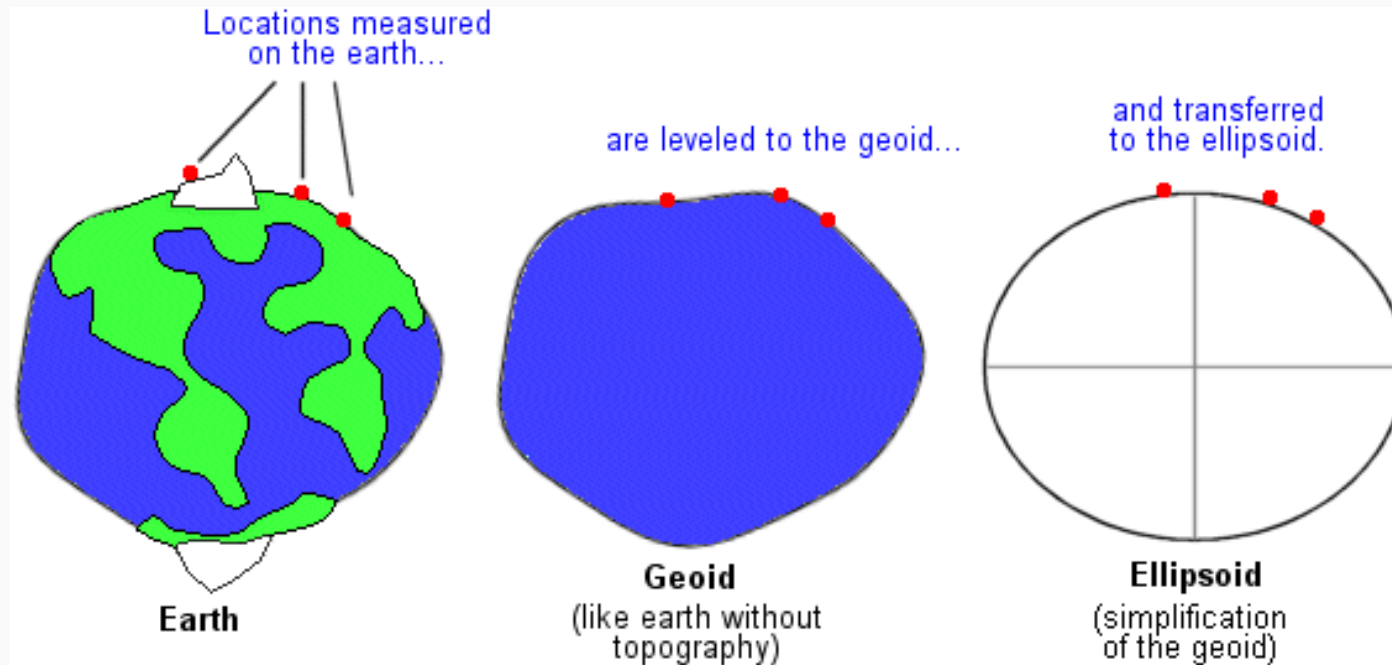 Locations measured
on the earth...
are leveled to the geoid...
and transferred
to the ellipsoid.
Earth
Geoid
(like earth without
topography)
Ellipsoid
(simplification
of the geoid)